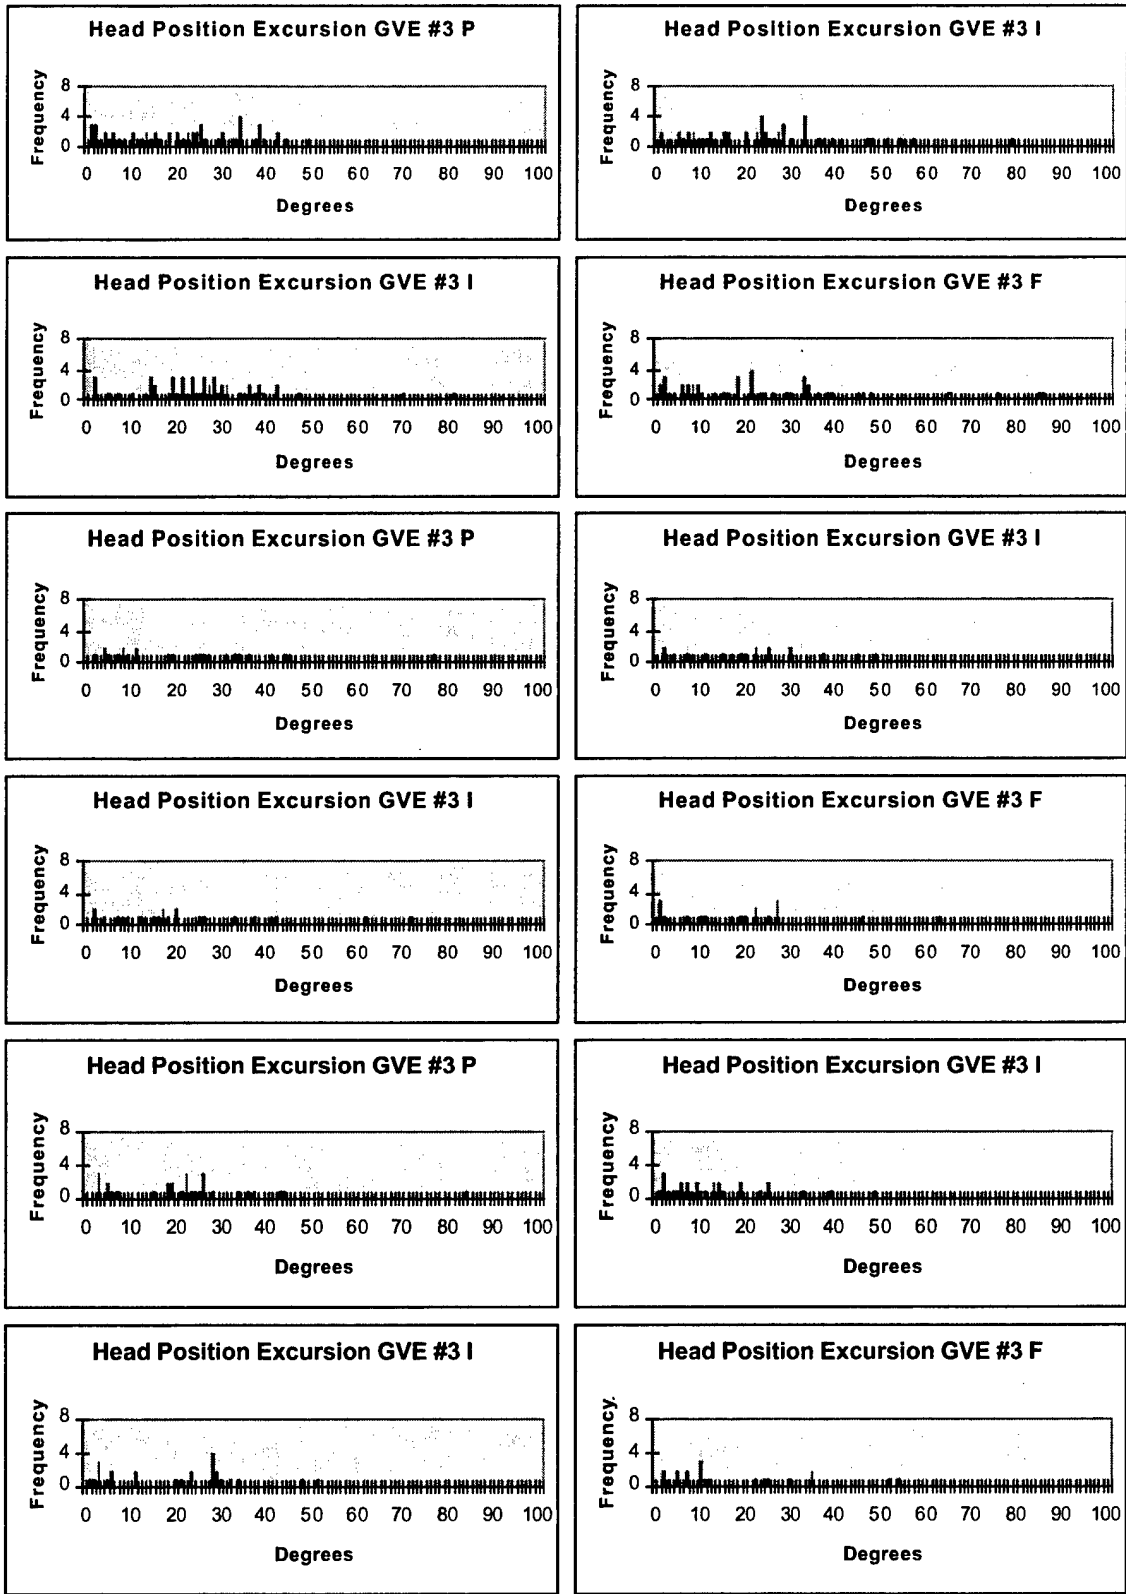 Head Position Excursion GVE #3 P
Frequency
8
4
0
0 10 20 30 40 50 60 70 80 90 100
Degrees
Head Position Excursion GVE #3 I
Frequency
8
4
0
0 10 20 30 40 50 60 70 80 90 100
Degrees
Head Position Excursion GVE #3 I
Frequency
8
4
0
0 10 20 30 40 50 60 70 80 90 100
Degrees
Head Position Excursion GVE #3 F
Frequency
8
4
0
0 10 20 30 40 50 60 70 80 90 100
Degrees
Head Position Excursion GVE #3 P
Frequency
8
4
0
0 10 20 30 40 50 60 70 80 90 100
Degrees
Head Position Excursion GVE #3 I
Frequency
8
4
0
0 10 20 30 40 50 60 70 80 90 100
Degrees
Head Position Excursion GVE #3 I
Frequency
8
4
0
0 10 20 30 40 50 60 70 80 90 100
Degrees
Head Position Excursion GVE #3 F
Frequency
8
4
0
0 10 20 30 40 50 60 70 80 90 100
Degrees
Head Position Excursion GVE #3 P
Frequency
8
4
0
0 10 20 30 40 50 60 70 80 90 100
Degrees
Head Position Excursion GVE #3 I
Frequency
8
4
0
0 10 20 30 40 50 60 70 80 90 100
Degrees
Head Position Excursion GVE #3 I
Frequency
8
4
0
0 10 20 30 40 50 60 70 80 90 100
Degrees
Head Position Excursion GVE #3 F
Frequency
8
4
0
0 10 20 30 40 50 60 70 80 90 100
Degrees